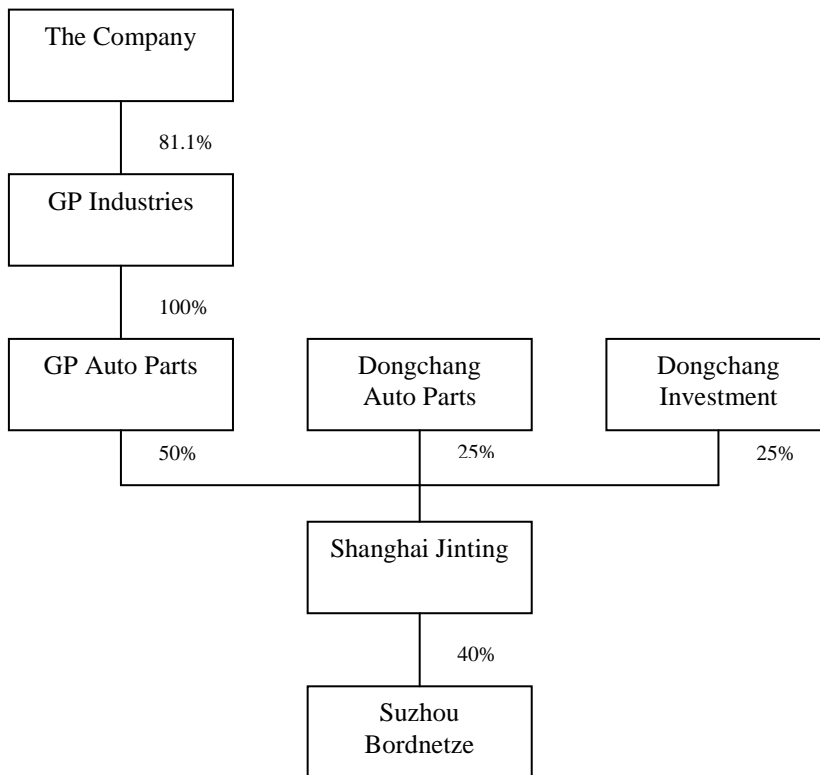 The Company
81.1%
GP Industries
100%
GP Auto Parts
Dongchang
Auto Parts
Dongchang
Investment
50%
25%
25%
Shanghai Jinting
40%
Suzhou
Bordnetze